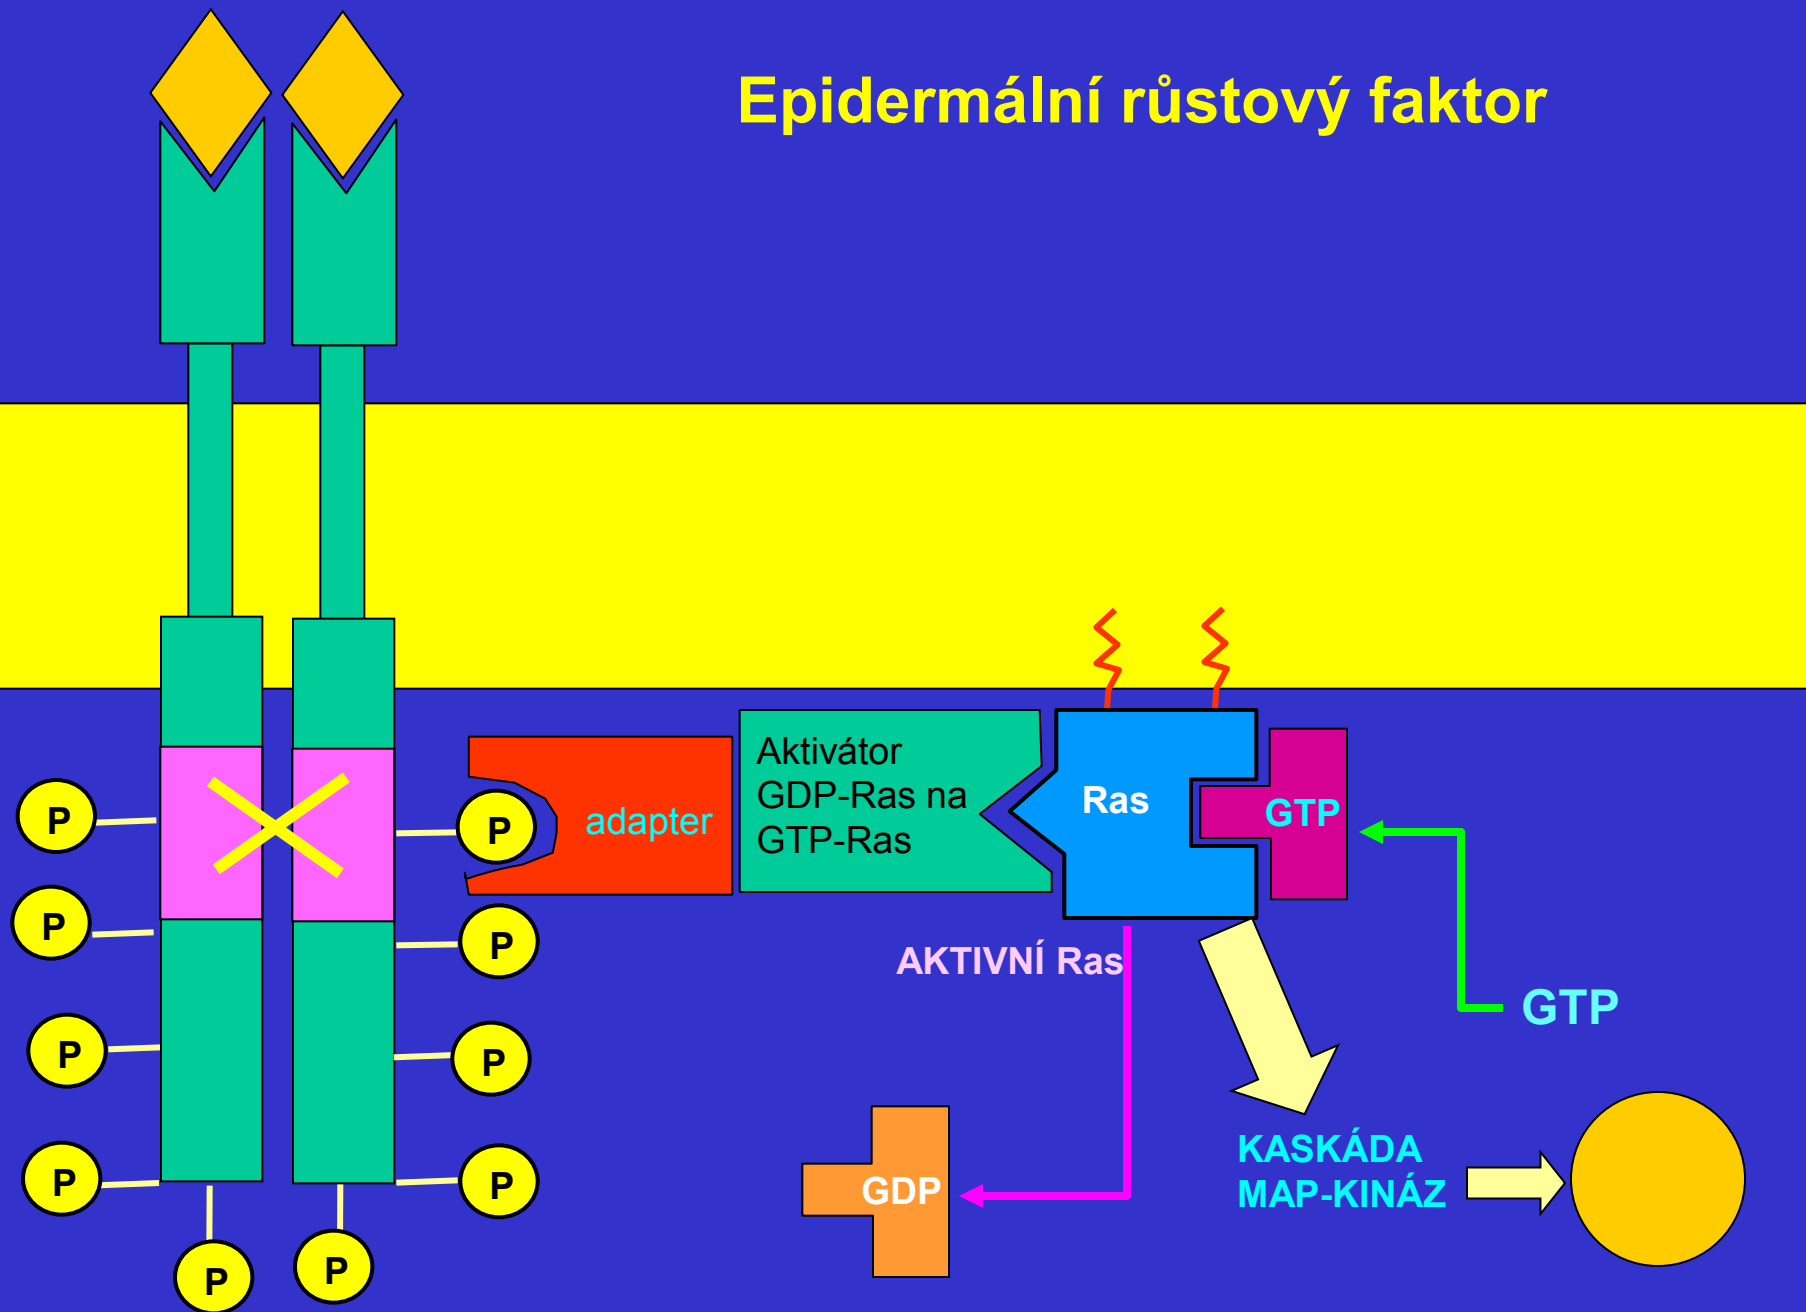 Epidermální růstový faktor
Aktivátor
GDP-Ras na
GTP-Ras
adapter
Ras
GTP
P
P
P
P
AKTIVNÍ Ras
GTP
P
P
KASKÁDA
MAP-KINÁZ
GDP
P
P
P
P